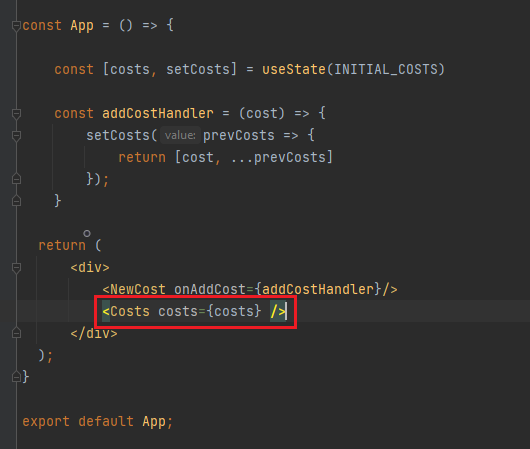 const App = () => {
const [costs, setCosts] = useState(INITIAL_COSTS)
const addCostHandler = (cost) => {
setCosts( value: prevCosts => {
return [cost, ...prevCosts]
});
}
return (
<div>
<NewCost onAddCost={addCostHandler}/>
<Costs costs={costs} />
</div>
);
}
export default App;